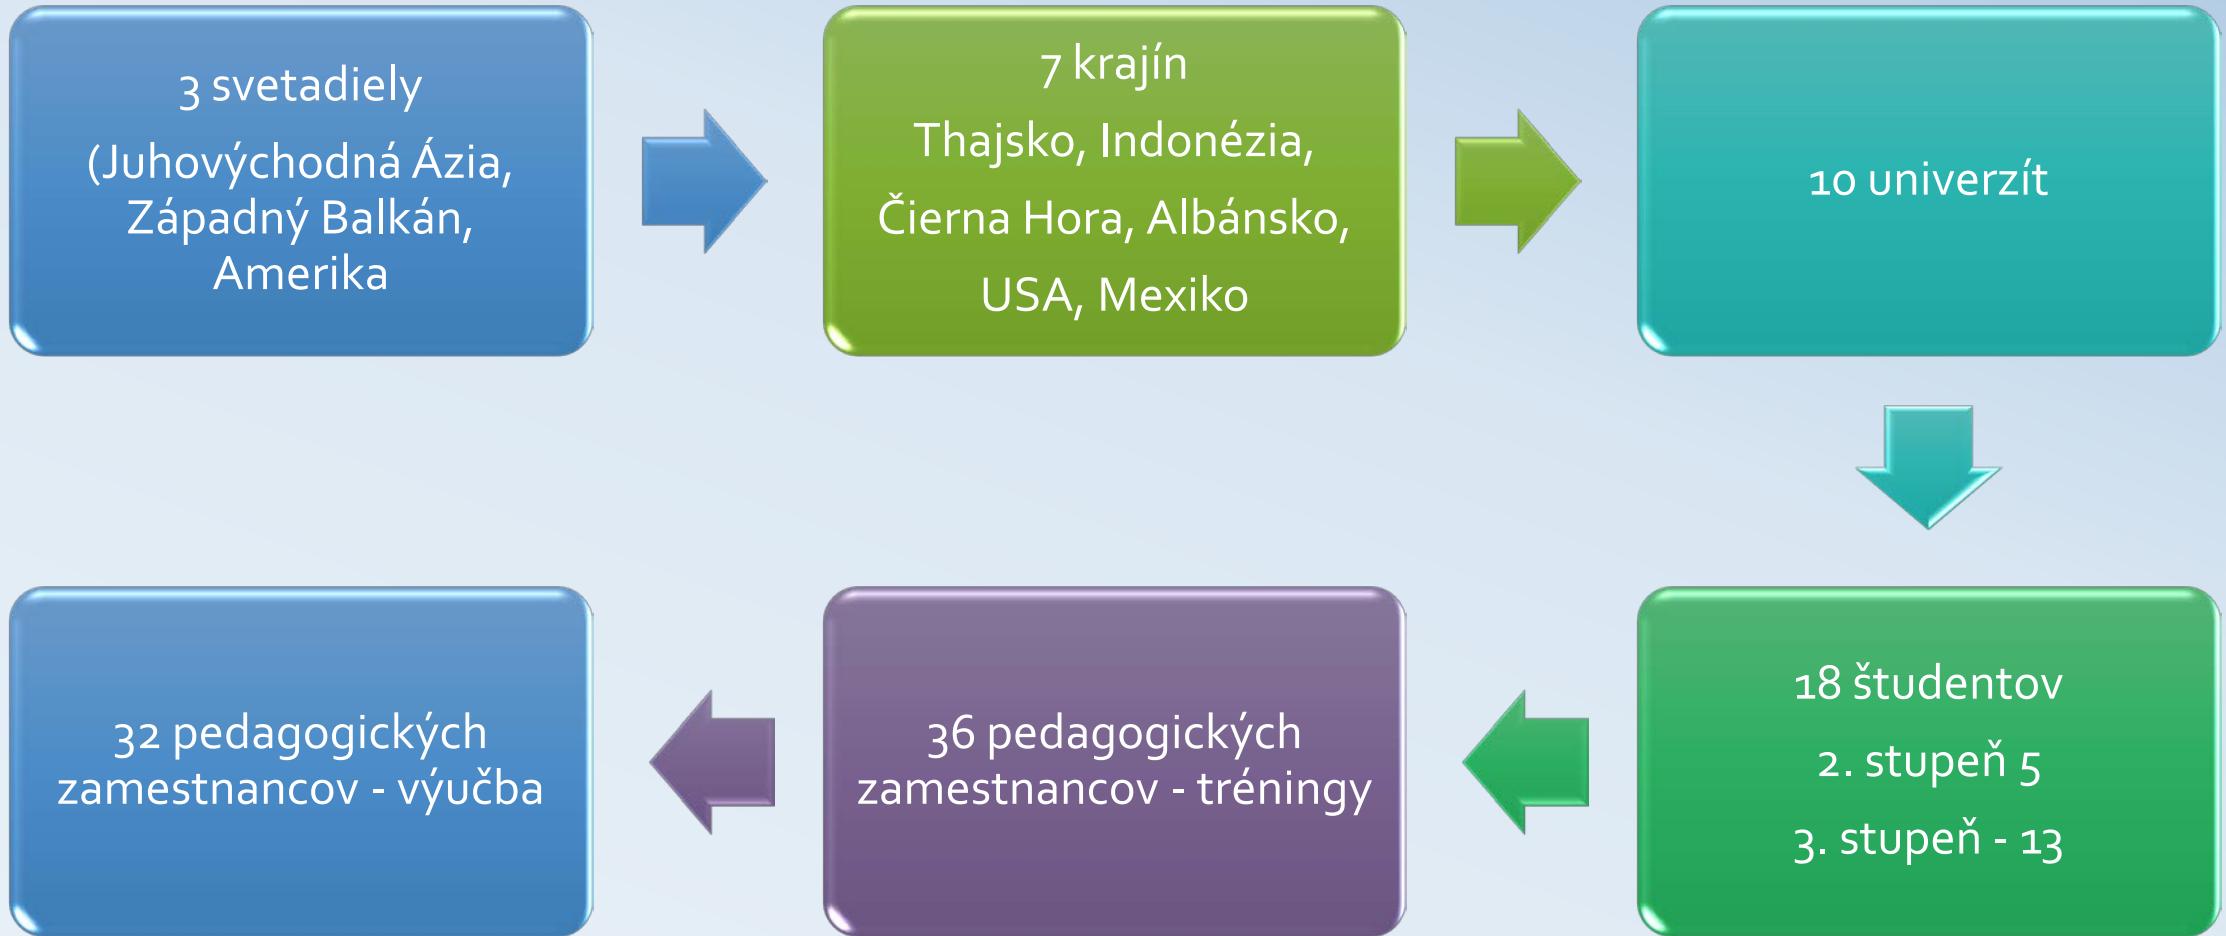 3 svetadiely
(Juhovýchodná Ázia,
Západný Balkán,
Amerika
7 krajín
Thajsko, Indonézia,
Čierna Hora, Albánsko,
USA, Mexiko
10 univerzít
18 študentov
2. stupeň 5
3. stupeň - 13
36 pedagogických
zamestnancov - tréningy
32 pedagogických
zamestnancov - výučba